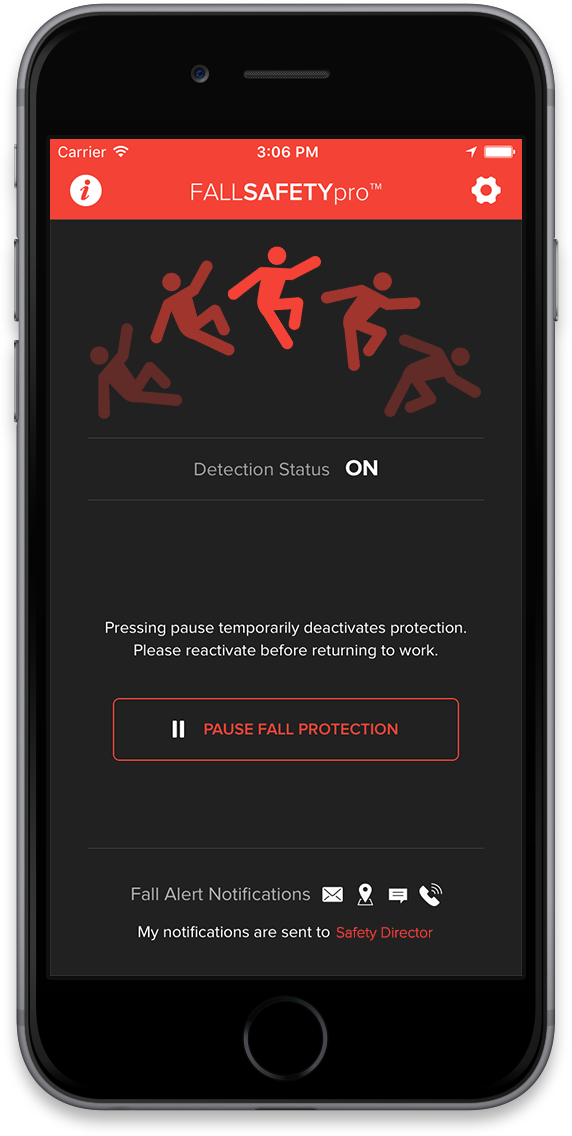 Carrier 3:06 PM
i FALLSAFETYpro™
Detection Status ON
Pressing pause temporarily deactivates protection.
Please reactivate before returning to work.
PAUSE FALL PROTECTION
Fall Alert Notifications
My notifications are sent to Safety Director